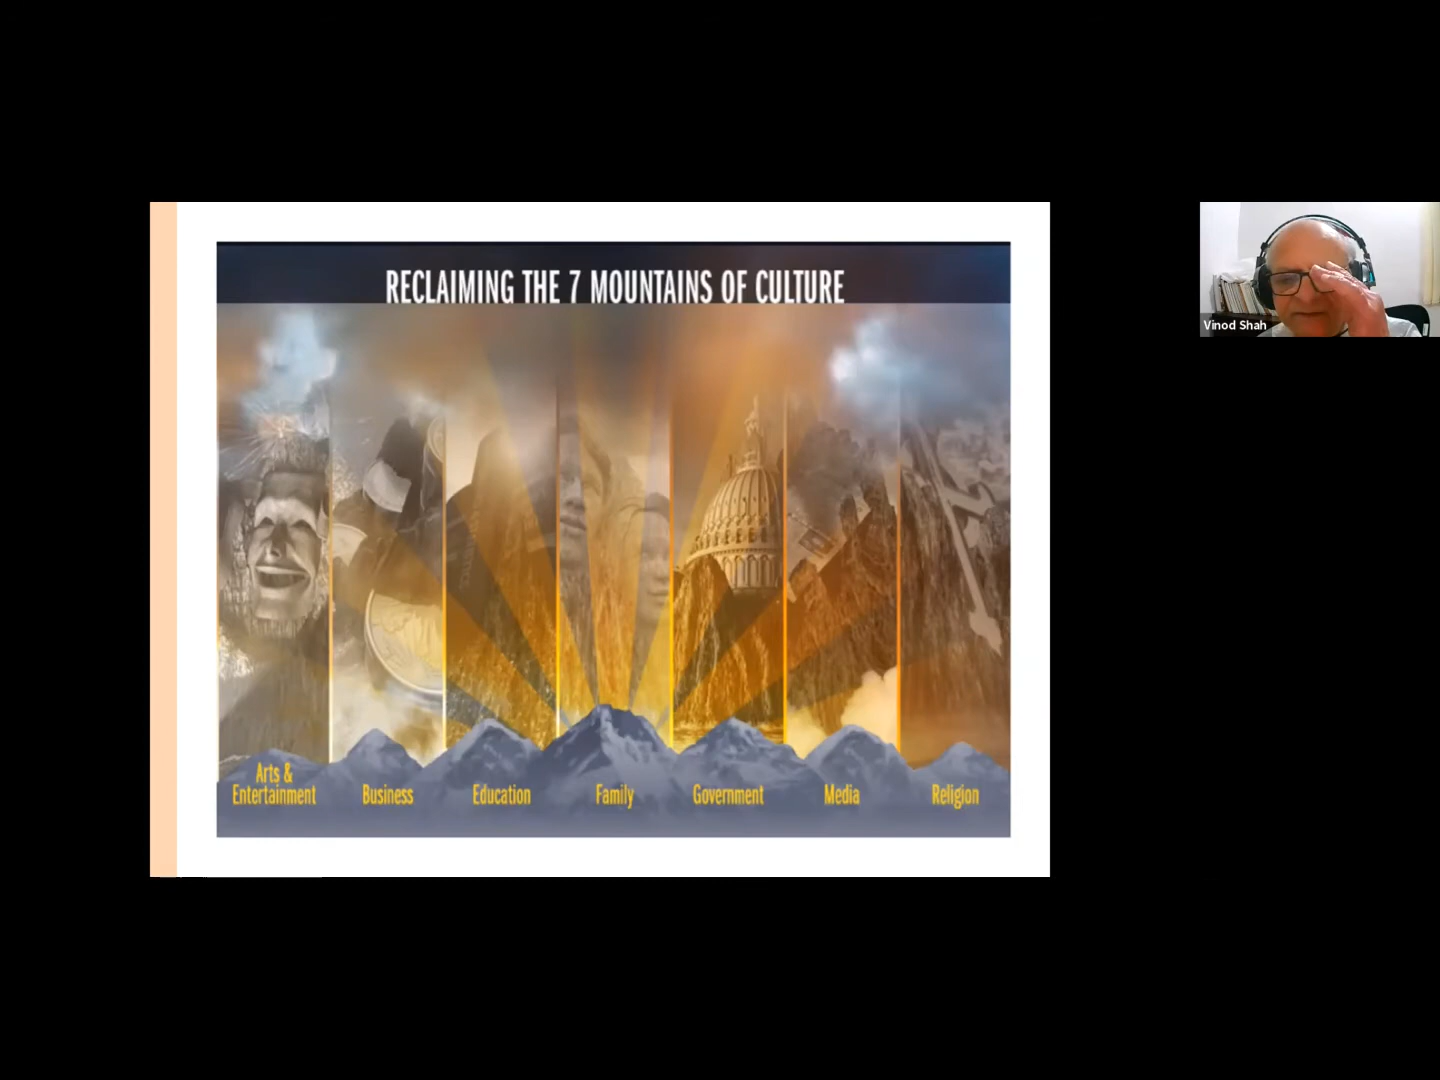 RECLAIMING THE 7 MOUNTAINS OF CULTURE
Arts &
Entertainment
Business
Education
Family
Government
Media
Religion
Vinod Shah